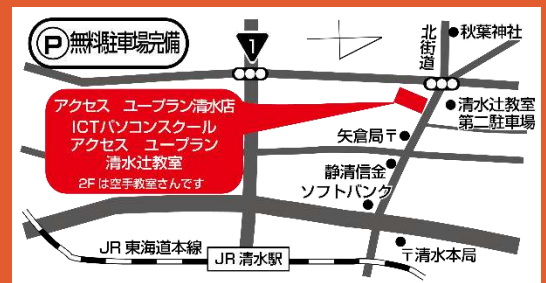 P 無料駐車場完備
1
北街道
秋葉神社
アクセス ユープラン清水店
ICTパソコンスクール
アクセス ユープラン
清水辻教室
2Fは空手教室さんです
清水辻教室
第二駐車場
矢倉局〒
静清信金
ソフトバンク
JR東海道本線
JR清水駅
〒清水本局